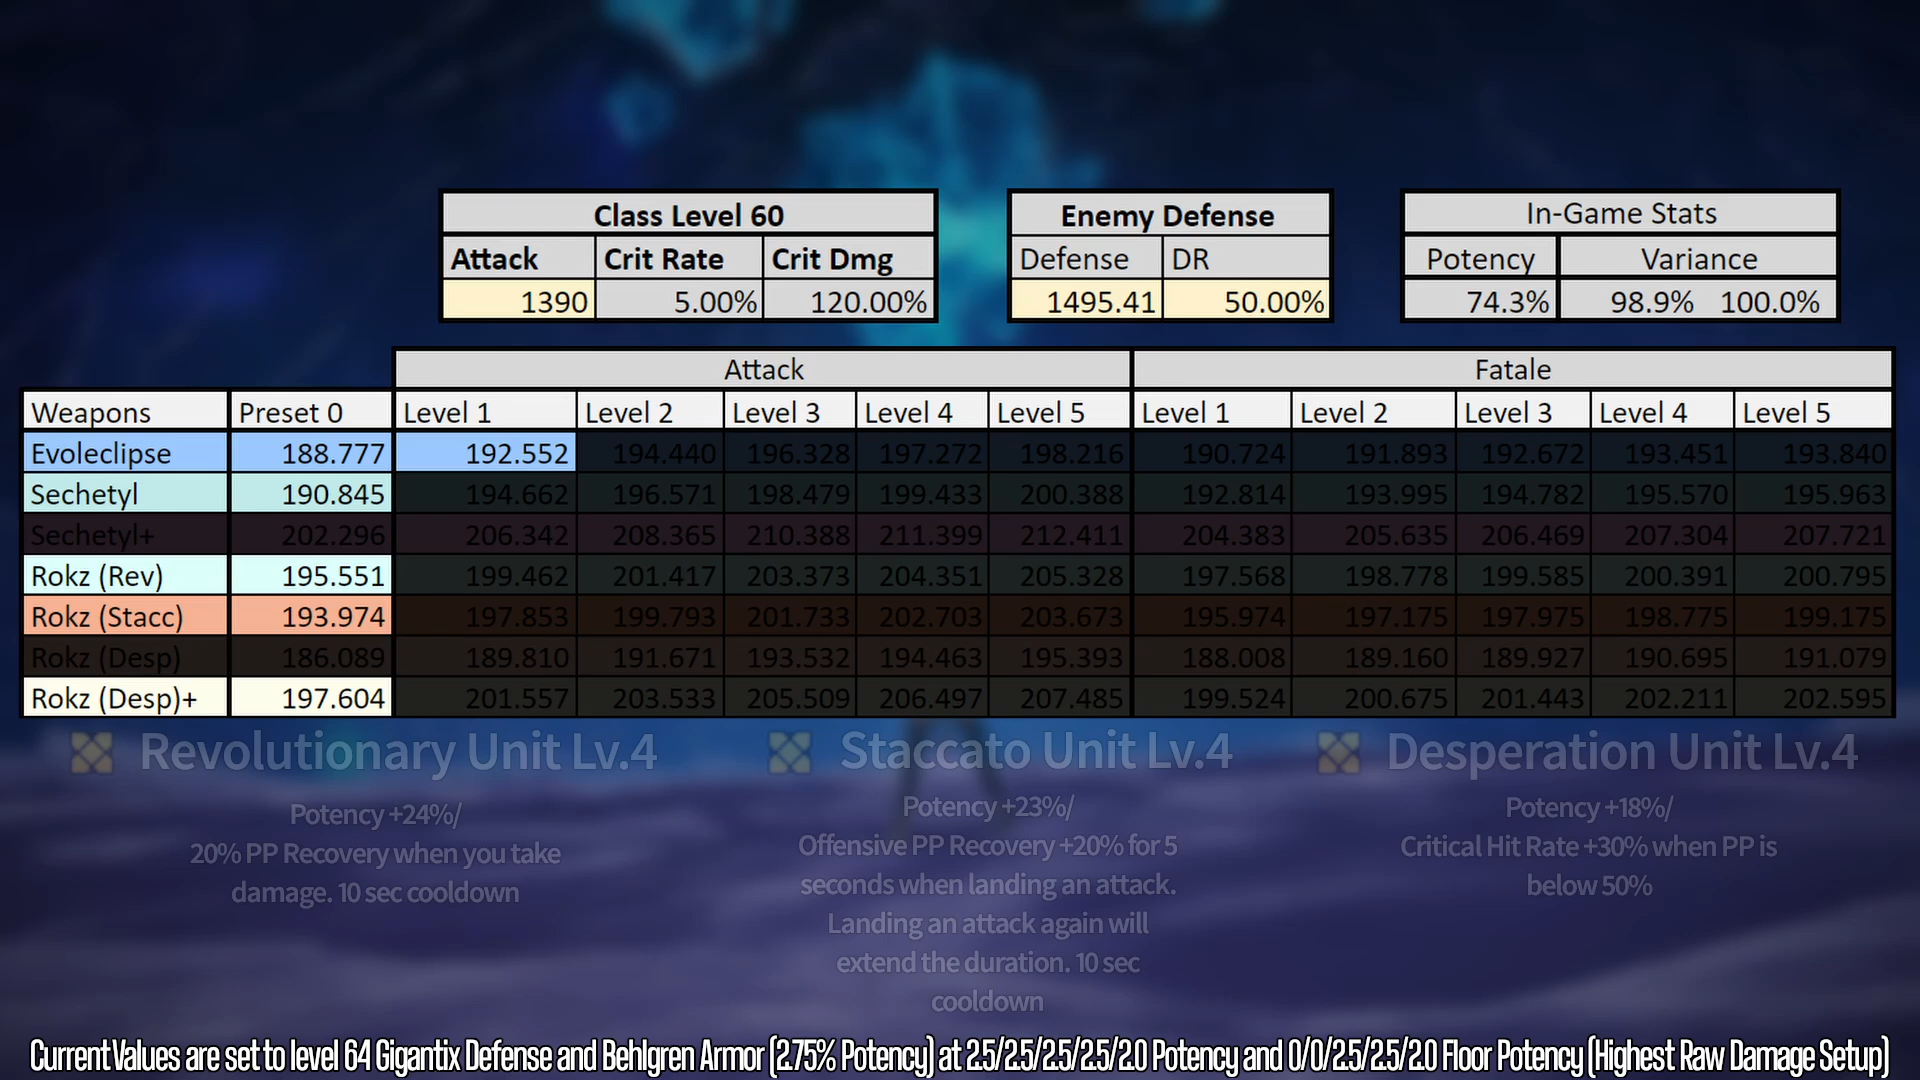 Class Level 60
Attack Crit Rate Crit Dmg
1390 5.00% 120.00%
Enemy Defense
Defense DR
1495.41 50.00%
In-Game Stats
Potency Variance
74.3% 98.9% 100.0%
Attack Fatale
Weapons Preset 0 Level 1 Level 2 Level 3 Level 4 Level 5 Level 1 Level 2 Level 3 Level 4 Level 5
Evoleclipse 188.777 192.552 194.440 196.328 197.272 198.216 190.724 191.893 192.672 193.451 193.840
Sechetyl 190.845 194.662 196.571 198.479 199.433 200.388 192.814 193.995 194.782 195.570 195.963
Sechetyl+ 202.296 206.342 208.365 210.388 211.399 212.411 204.383 205.635 206.469 207.304 207.721
Rokz (Rev) 195.551 199.462 201.417 203.373 204.351 205.328 197.568 198.778 199.585 200.391 200.795
Rokz (Stacc) 193.974 197.853 199.793 201.733 202.703 203.673 195.974 197.175 197.975 198.775 199.175
Rokz (Desp) 186.089 189.810 191.671 193.532 194.463 195.393 188.008 189.160 189.927 190.695 191.079
Rokz (Desp)+ 197.604 201.557 203.533 205.509 206.497 207.485 199.524 200.675 201.443 202.211 202.595
Revolutionary Unit Lv.4
Potency +24%/
20% PP Recovery when you take
damage. 10 sec cooldown
Staccato Unit Lv.4
Potency +23%/
Offensive PP Recovery +20% for 5
seconds when landing an attack.
Landing an attack again will
extend the duration. 10 sec
cooldown
Desperation Unit Lv.4
Potency +18%/
Critical Hit Rate +30% when PP is
below 50%
Current Values are set to level 64 Gigantix Defense and Behlgren Armor (2.75% Potency) at 2.5/2.5/2.5/2.5/2.0 Potency and 0/0/2.5/2.5/2.0 Floor Potency (Highest Raw Damage Setup)